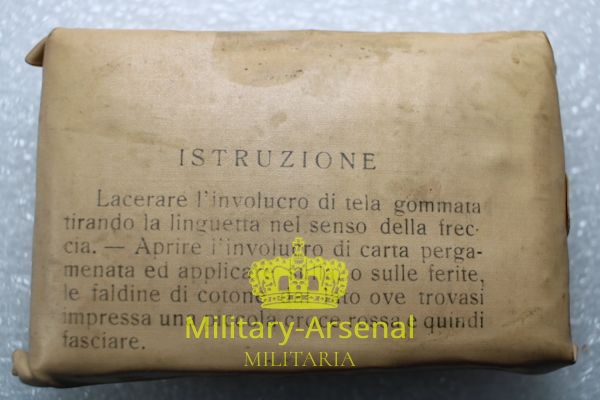 ISTRUZIONE
Lacerare l'involucro di tela gommata
tirando la linguetta nel senso della frec-
cia. — Aprire l'involucro di carta perga-
menata ed o sulle ferite,
le faldine di cotone ove trovasi
impressa una croce rossa e quindi
fasciare.
Military-Arsenal
MILITARIA